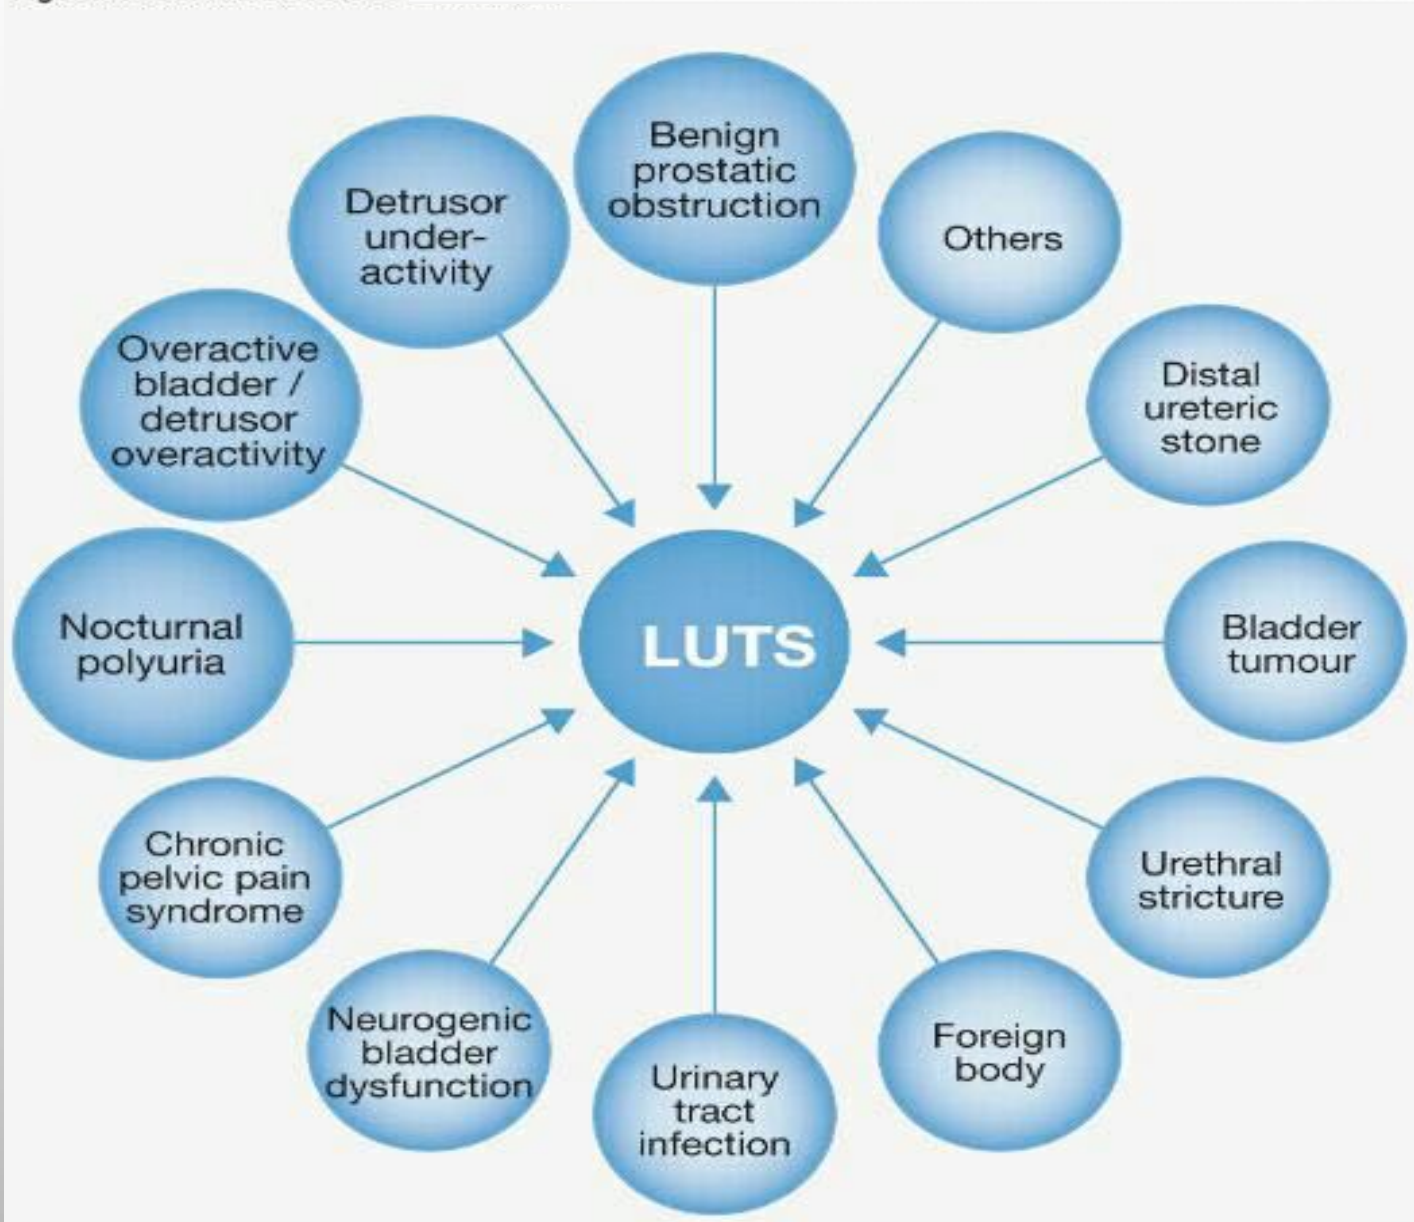 Benign
prostatic
obstruction
Others
Distal
ureteric
stone
Bladder
tumour
Urethral
stricture
Foreign
body
Urinary
tract
infection
Neurogenic
bladder
dysfunction
Chronic
pelvic pain
syndrome
Nocturnal
polyuria
Overactive
bladder /
detrusor
overactivity
Detrusor
under-
activity
LUTS